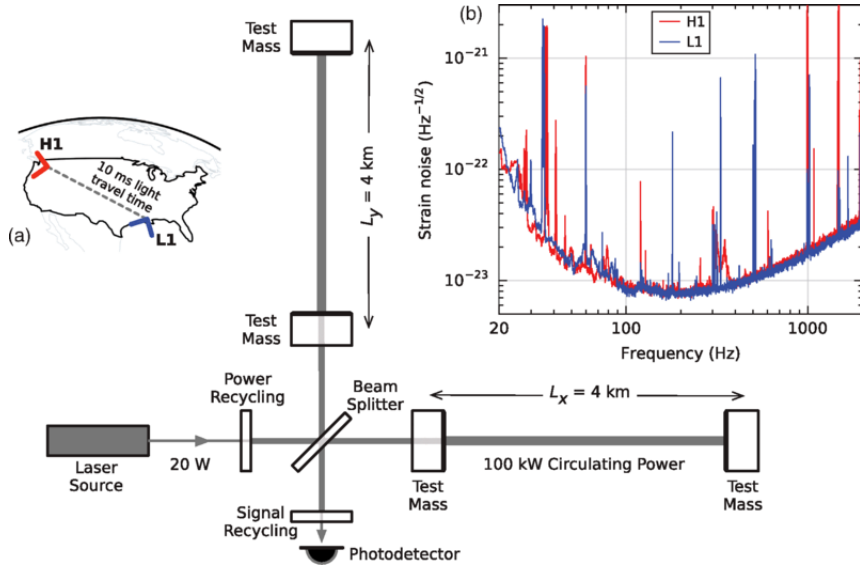 Test
Mass
H1
10 ms light
travel time
L1
(a)
L_y = 4 km
(b)
H1
L1
Strain noise (Hz^{-1/2})
10^{-21}
10^{-22}
10^{-23}
20
100
1000
Frequency (Hz)
Test
Mass
Power
Recycling
Beam
Splitter
L_x = 4 km
Laser
Source
20 W
100 kW Circulating Power
Test
Mass
Test
Mass
Signal
Recycling
Photodetector